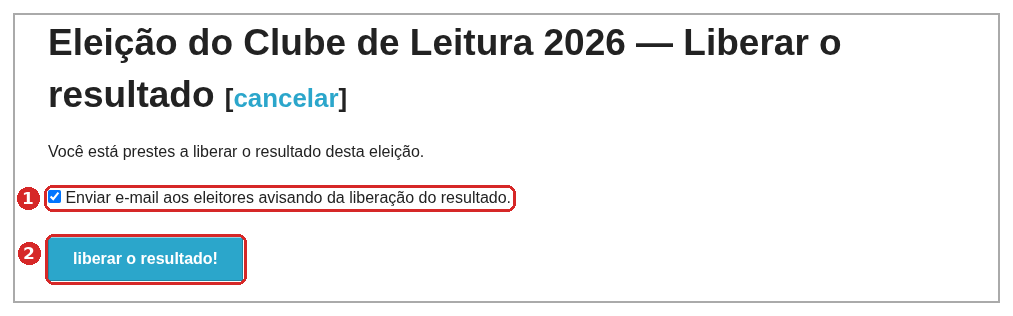 Eleição do Clube de Leitura 2026 — Liberar o
resultado [cancelar]
Você está prestes a liberar o resultado desta eleição.
1 Enviar e-mail aos eleitores avisando da liberação do resultado.
2 liberar o resultado!